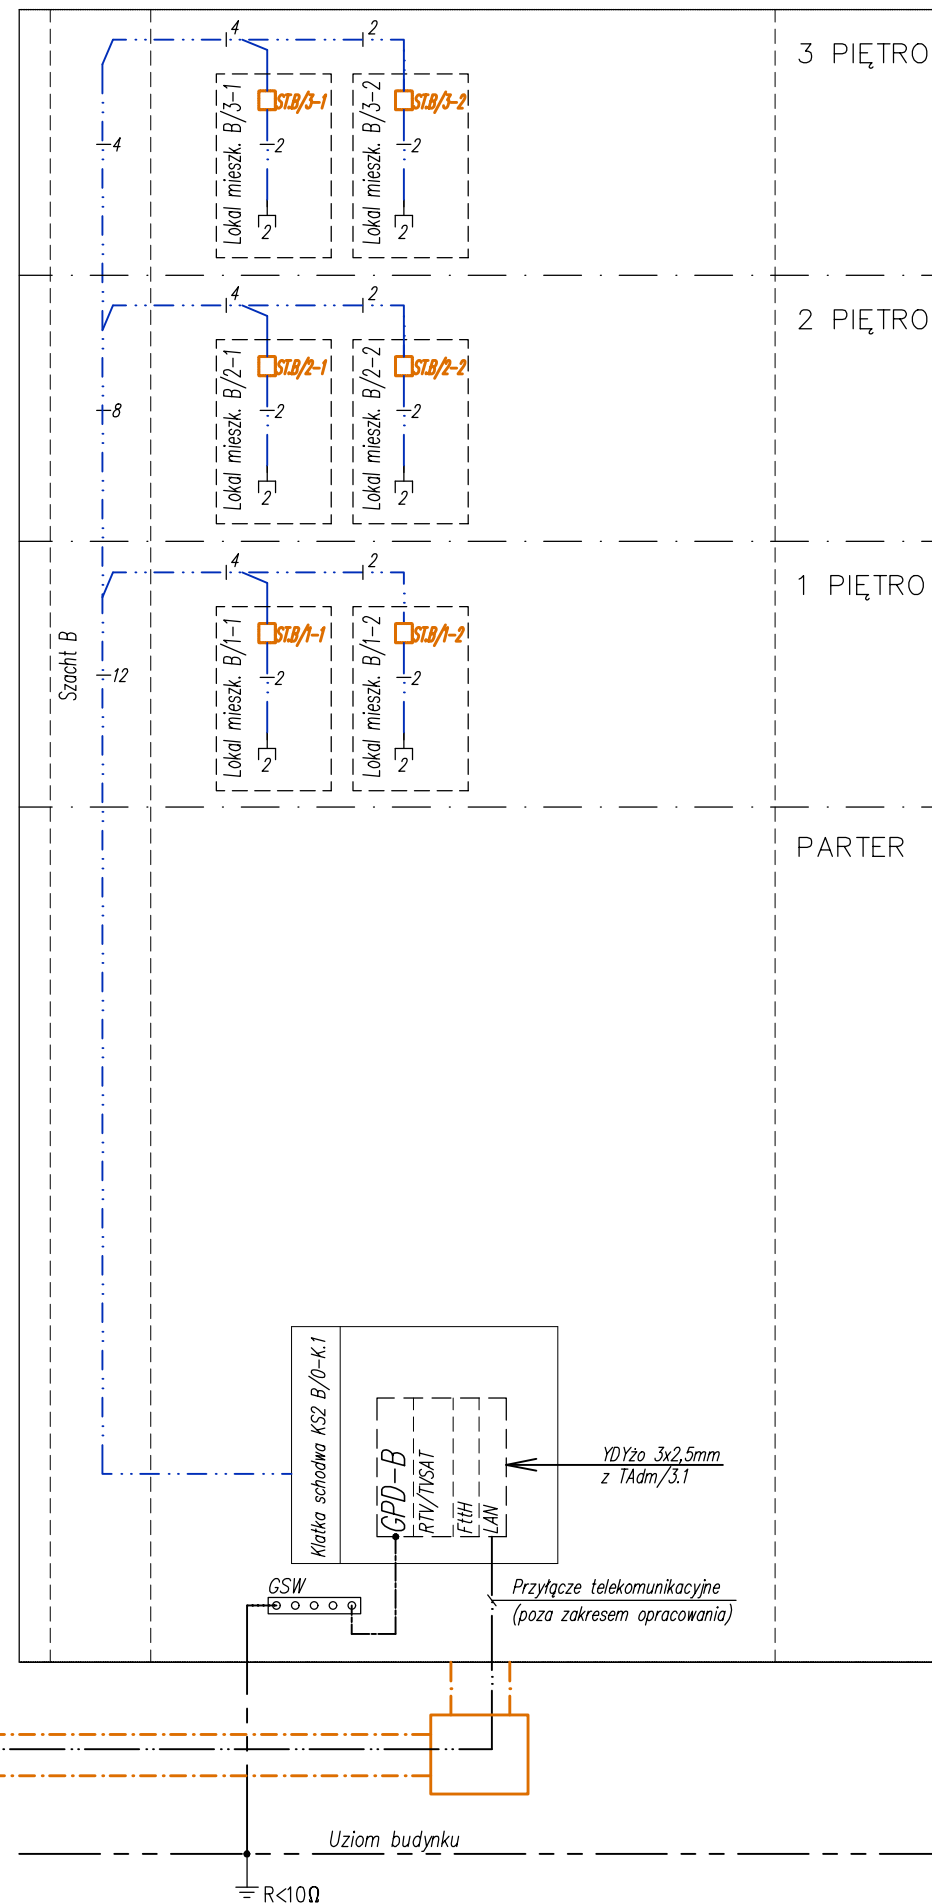 3 PIĘTRO
4
2
Lokal mieszk. B/3-1
ST.B/3-1
Lokal mieszk. B/3-2
ST.B/3-2
4
2
2
2
2
2 PIĘTRO
4
2
Lokal mieszk. B/2-1
ST.B/2-1
Lokal mieszk. B/2-2
ST.B/2-2
8
2
2
2
2
1 PIĘTRO
4
2
Lokal mieszk. B/1-1
ST.B/1-1
Lokal mieszk. B/1-2
ST.B/1-2
Szacht B
12
2
2
2
2
PARTER
Klatka schodwa KS2 B/0-K.1
GPD-B
RTV/TVSAT
FttH
LAN
YDYżo 3x2,5mm
z TAdm/3.1
GSW
Przyłącze telekomunikacyjne
(poza zakresem opracowania)
Uziom budynku
R<10Ω